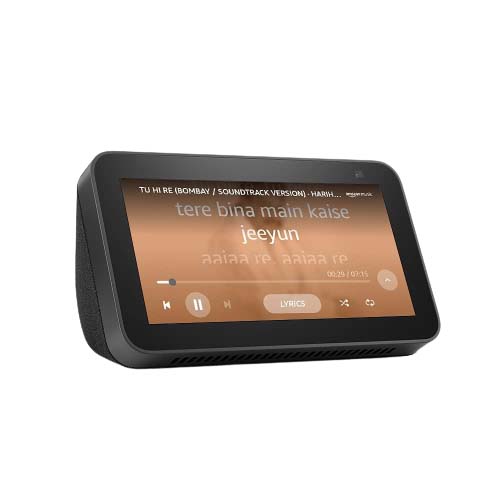 TU HI RE (BOMBAY / SOUNDTRACK VERSION) - HARIH... amazon music
tere bina main kaise
jeeyun
aajaa re, aajaa re
00:29 / 07:15
LYRICS